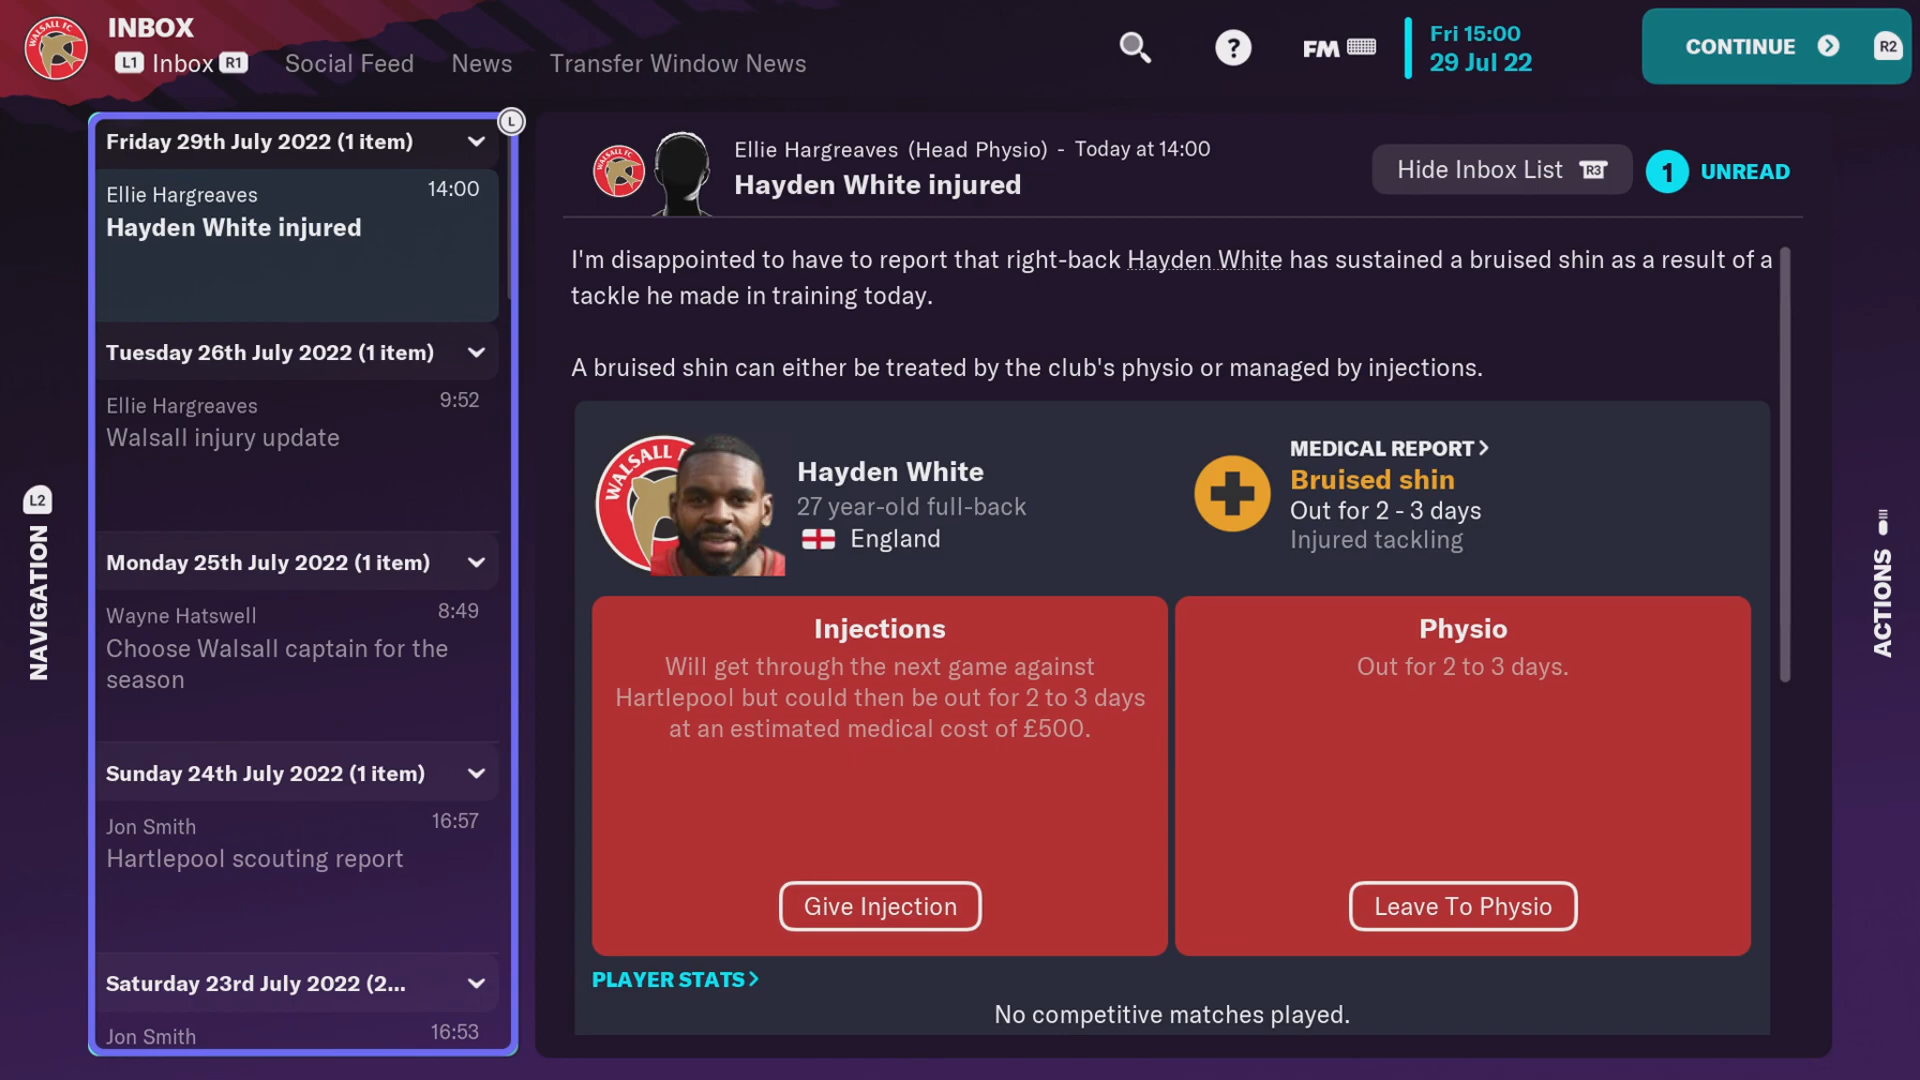 INBOX
L1 Inbox R1 Social Feed News Transfer Window News
FM
Fri 15:00
29 Jul 22
CONTINUE R2
L
Friday 29th July 2022 (1 item)
Ellie Hargreaves 14:00
Hayden White injured
Tuesday 26th July 2022 (1 item)
Ellie Hargreaves 9:52
Walsall injury update
Monday 25th July 2022 (1 item)
Wayne Hatswell 8:49
Choose Walsall captain for the
season
Sunday 24th July 2022 (1 item)
Jon Smith 16:57
Hartlepool scouting report
Saturday 23rd July 2022 (2...
Jon Smith 16:53
L2
NAVIGATION
WALSALL FC
Ellie Hargreaves (Head Physio) - Today at 14:00
Hayden White injured
Hide Inbox List R3
1 UNREAD
I'm disappointed to have to report that right-back Hayden White has sustained a bruised shin as a result of a
tackle he made in training today.
A bruised shin can either be treated by the club's physio or managed by injections.
WALSALL
Hayden White
27 year-old full-back
England
MEDICAL REPORT
Bruised shin
Out for 2 - 3 days
Injured tackling
Injections
Will get through the next game against
Hartlepool but could then be out for 2 to 3 days
at an estimated medical cost of £500.
Give Injection
Physio
Out for 2 to 3 days.
Leave To Physio
PLAYER STATS
No competitive matches played.
ACTIONS